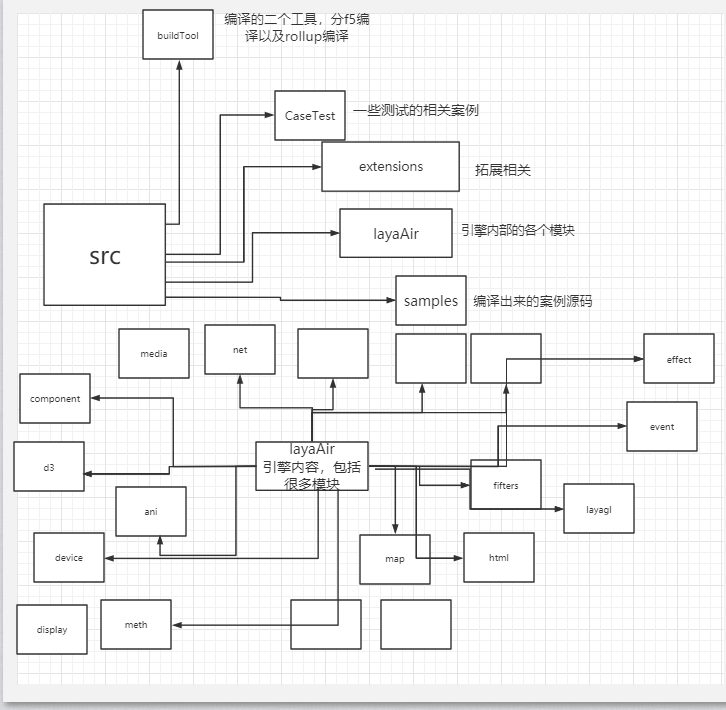 buildTool
编译的二个工具，分f5编
译以及rollup编译
CaseTest
一些测试的相关案例
extensions
拓展相关
src
layaAir
引擎内部的各个模块
samples
编译出来的案例源码
media
net
effect
component
event
layaAir
引擎内容，包括
很多模块
d3
fifters
ani
layagl
device
map
html
display
meth